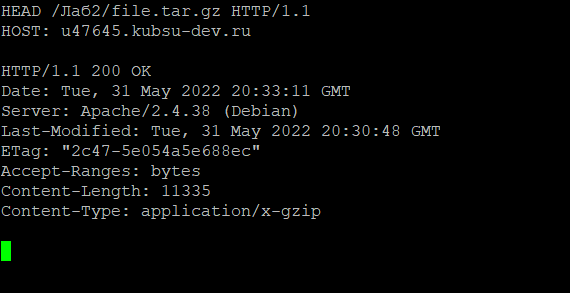 HEAD /Лаб2/file.tar.gz HTTP/1.1
HOST: u47645.kubsu-dev.ru
HTTP/1.1 200 OK
Date: Tue, 31 May 2022 20:33:11 GMT
Server: Apache/2.4.38 (Debian)
Last-Modified: Tue, 31 May 2022 20:30:48 GMT
ETag: "2c47-5e054a5e688ec"
Accept-Ranges: bytes
Content-Length: 11335
Content-Type: application/x-gzip